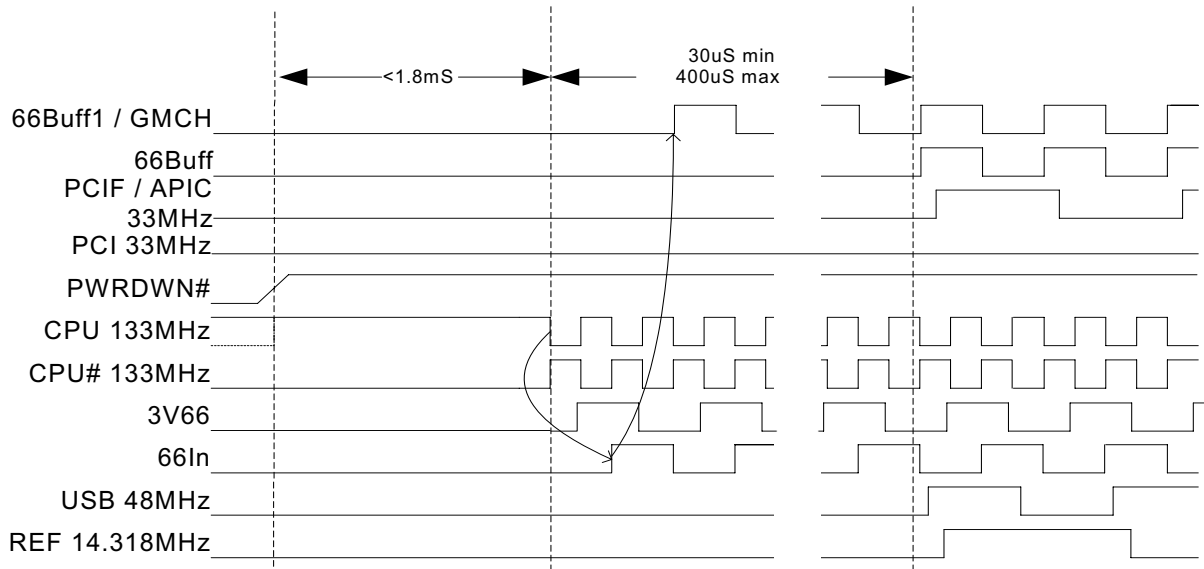 <1.8mS
30uS min
400uS max
66Buff1 / GMCH
66Buff
PCIF / APIC
33MHz
PCI 33MHz
PWRDWN#
CPU 133MHz
CPU# 133MHz
3V66
66In
USB 48MHz
REF 14.318MHz